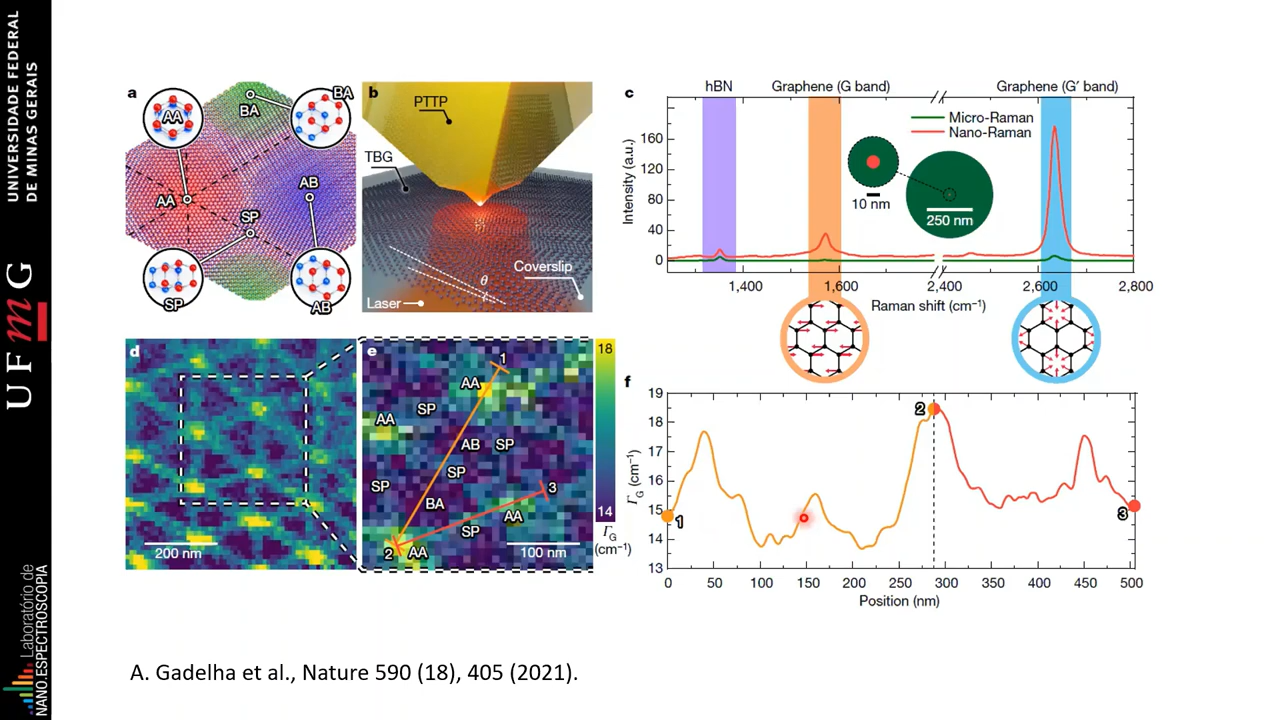 UNIVERSIDADE FEDERAL
DE MINAS GERAIS
UFmG
Laboratório de
NANO.ESPECTROSCOPIA
a
BA
BA
AA
AB
AA
SP
SP
AB
b
PTTP
TBG
θ
Coverslip
Laser
c
hBN
Graphene (G band)
Graphene (G′ band)
Micro-Raman
Nano-Raman
Intensity (a.u.)
160
120
80
40
0
10 nm
250 nm
1,400
1,600
2,400
2,600
2,800
Raman shift (cm⁻¹)
d
200 nm
e
1
AA
SP
AA
AB
SP
SP
SP
3
BA
AA
SP
2
AA
100 nm
18
14
Γ_G
(cm⁻¹)
f
Γ_G (cm⁻¹)
19
18
17
16
15
14
13
1
2
3
0
50
100
150
200
250
300
350
400
450
500
Position (nm)
A. Gadelha et al., Nature 590 (18), 405 (2021).